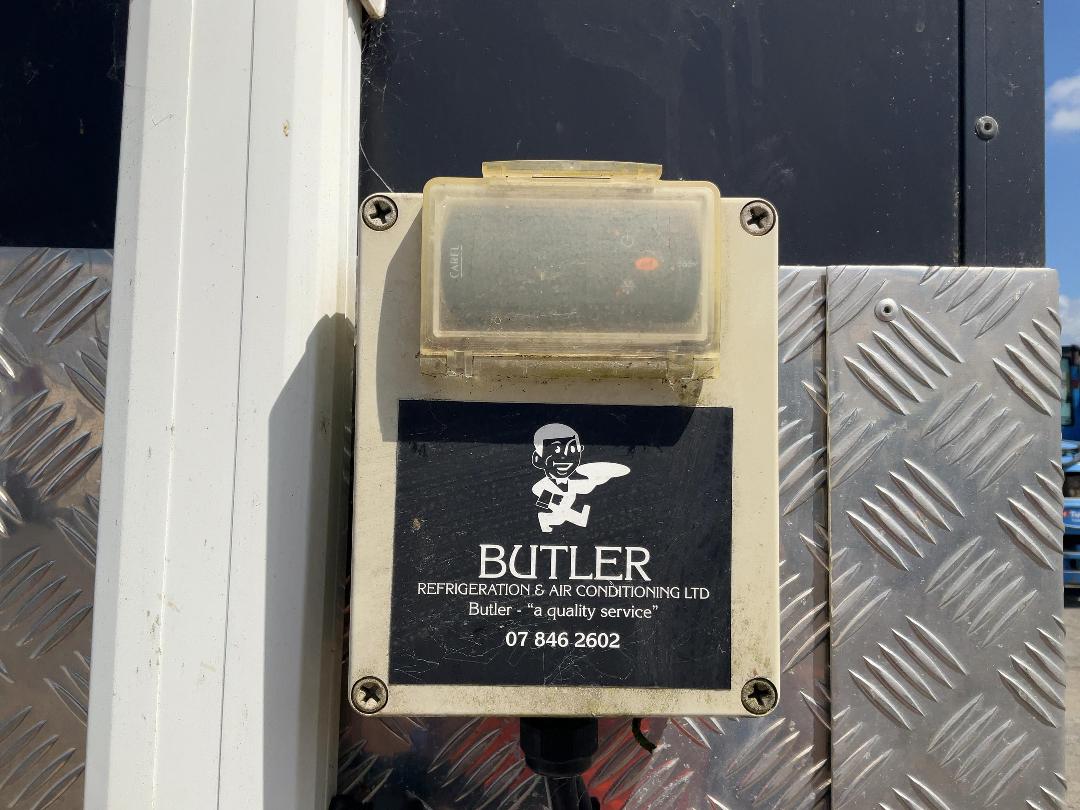 CAREL
BUTLER
REFRIGERATION & AIR CONDITIONING LTD
Butler - "a quality service"
07 846 2602